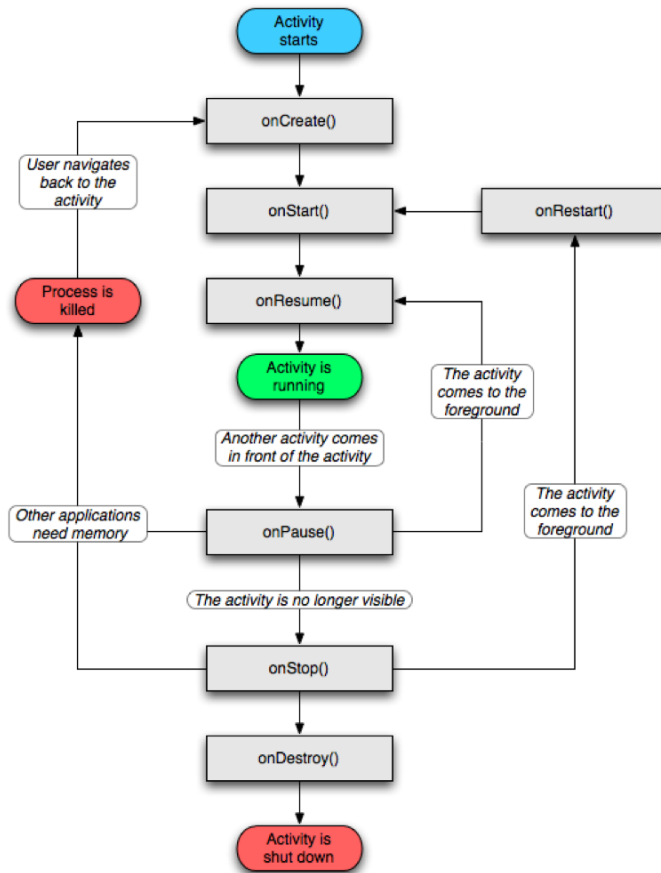 Activity
starts
onCreate()
User navigates
back to the
activity
onStart()
onRestart()
Process is
killed
onResume()
Activity is
running
The activity
comes to the
foreground
Another activity comes
in front of the activity
The activity
comes to the
foreground
Other applications
need memory
onPause()
The activity is no longer visible
onStop()
onDestroy()
Activity is
shut down